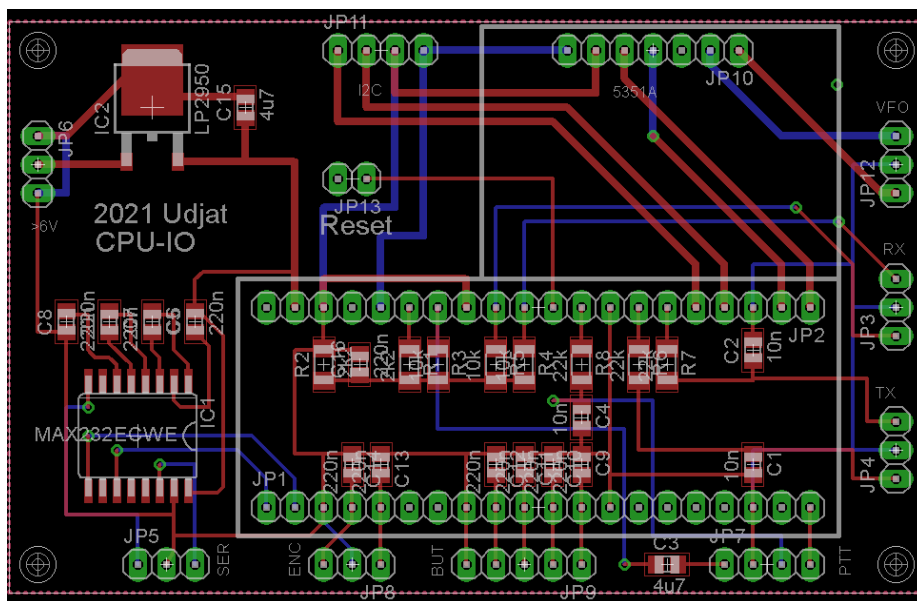 JP11
I2C
5351A
JP10
VFO
IC2
LP2950
C15
4u7
JP6
>6V
JP13
Reset
JP12
2021 Udjat
CPU-IO
RX
JP3
C8
220n
JP2
R2
R1
R3
10k
R4
22k
R8
22k
R7
C2
10n
TX
JP4
MAX232ECWE
IC1
10n
C4
JP1
220n
C13
220n
C9
10n
C1
JP5
SER
ENC
JP8
BUT
JP9
C3
4u7
JP7
PTT